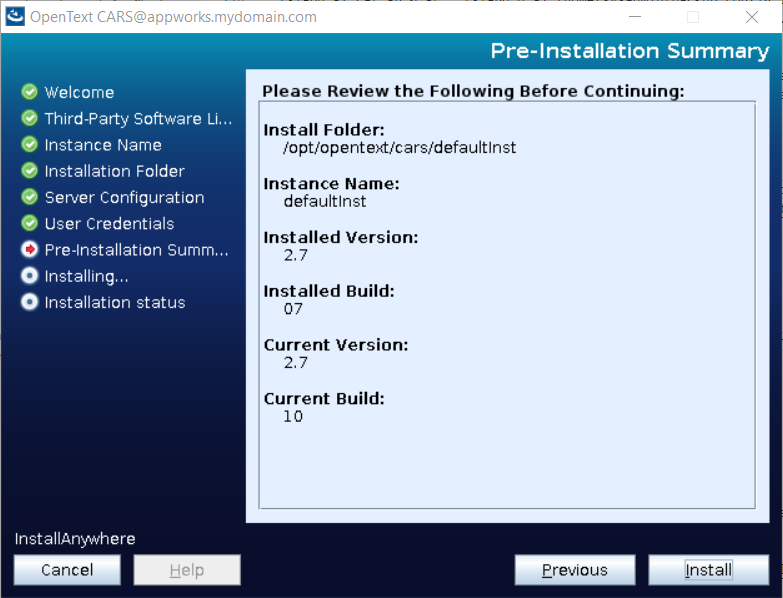 OpenText CARS@appworks.mydomain.com
Pre-Installation Summary
Welcome
Third-Party Software Li...
Instance Name
Installation Folder
Server Configuration
User Credentials
Pre-Installation Summ...
Installing...
Installation status
Please Review the Following Before Continuing:
Install Folder:
/opt/opentext/cars/defaultInst
Instance Name:
defaultInst
Installed Version:
2.7
Installed Build:
07
Current Version:
2.7
Current Build:
10
InstallAnywhere
Cancel
Help
Previous
Install